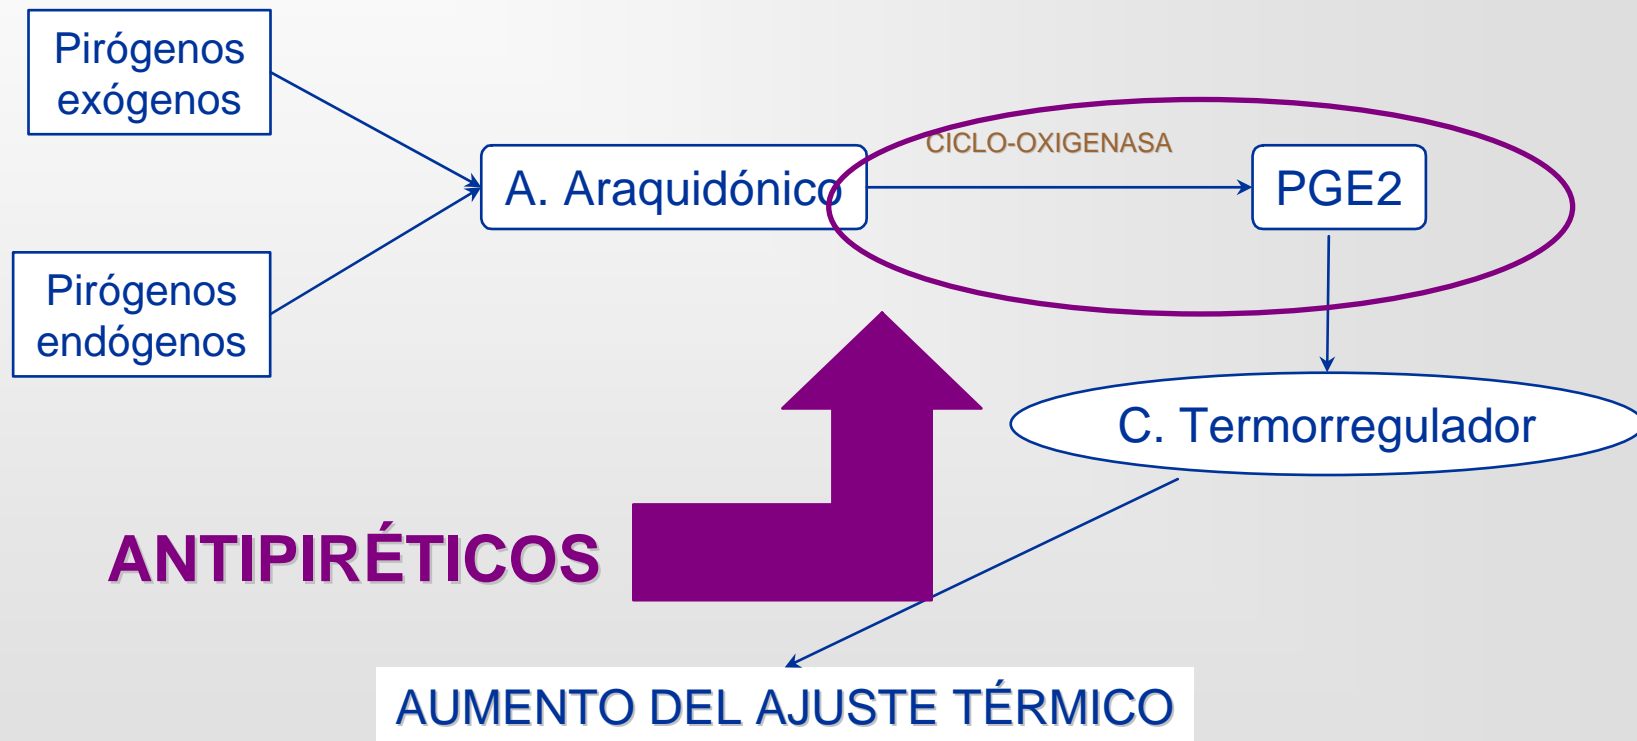 Pirógenos
exógenos
CICLO-OXIGENASA
A. Araquidónico
PGE2
Pirógenos
endógenos
C. Termorregulador
ANTIPIRÉTICOS
AUMENTO DEL AJUSTE TÉRMICO